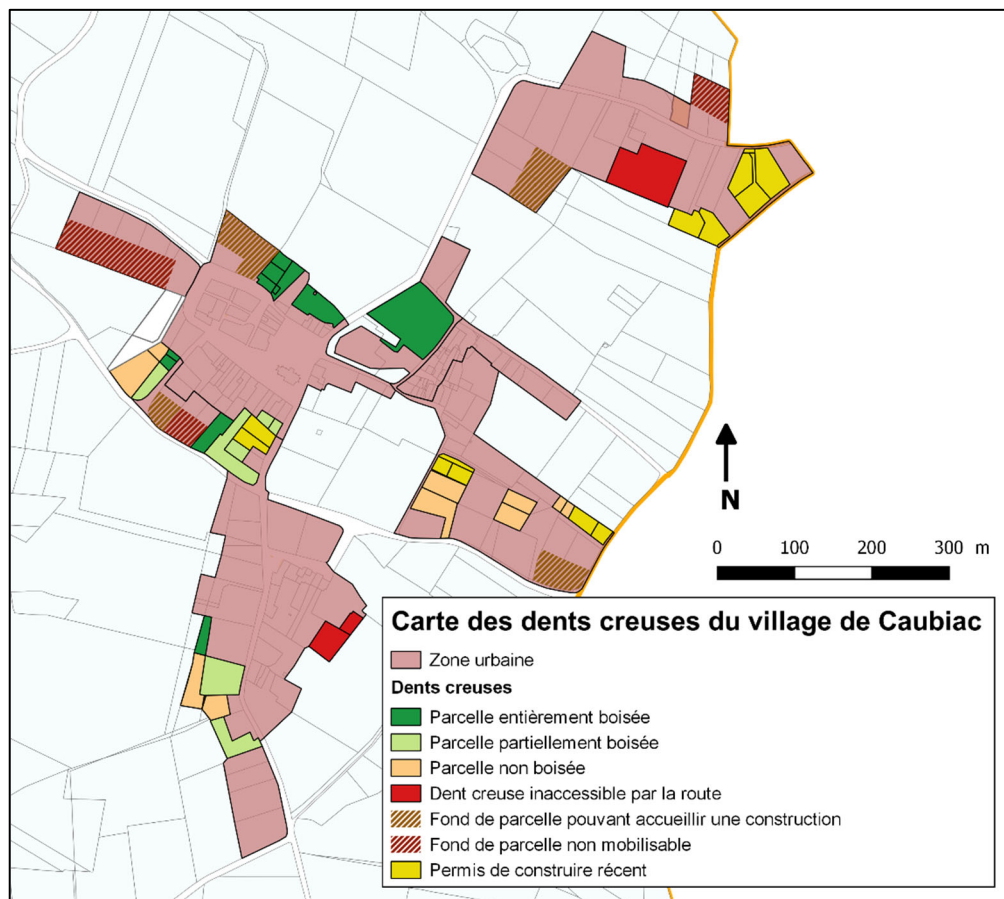 N
0 100 200 300 m
Carte des dents creuses du village de Caubiac
Zone urbaine
Dents creuses
Parcelle entièrement boisée
Parcelle partiellement boisée
Parcelle non boisée
Dent creuse inaccessible par la route
Fond de parcelle pouvant accueillir une construction
Fond de parcelle non mobilisable
Permis de construire récent